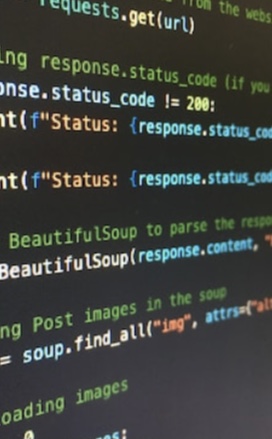 from the webs
requests.get(url)
ing response.status_code (if you
onse.status_code != 200:
nt(f"Status: {response.status_cod
nt(f"Status: {response.status_cod
BeautifulSoup to parse the respo
BeautifulSoup(response.content, "
ng Post images in the soup
= soup.find_all("img", attrs={"alt
oading images
0